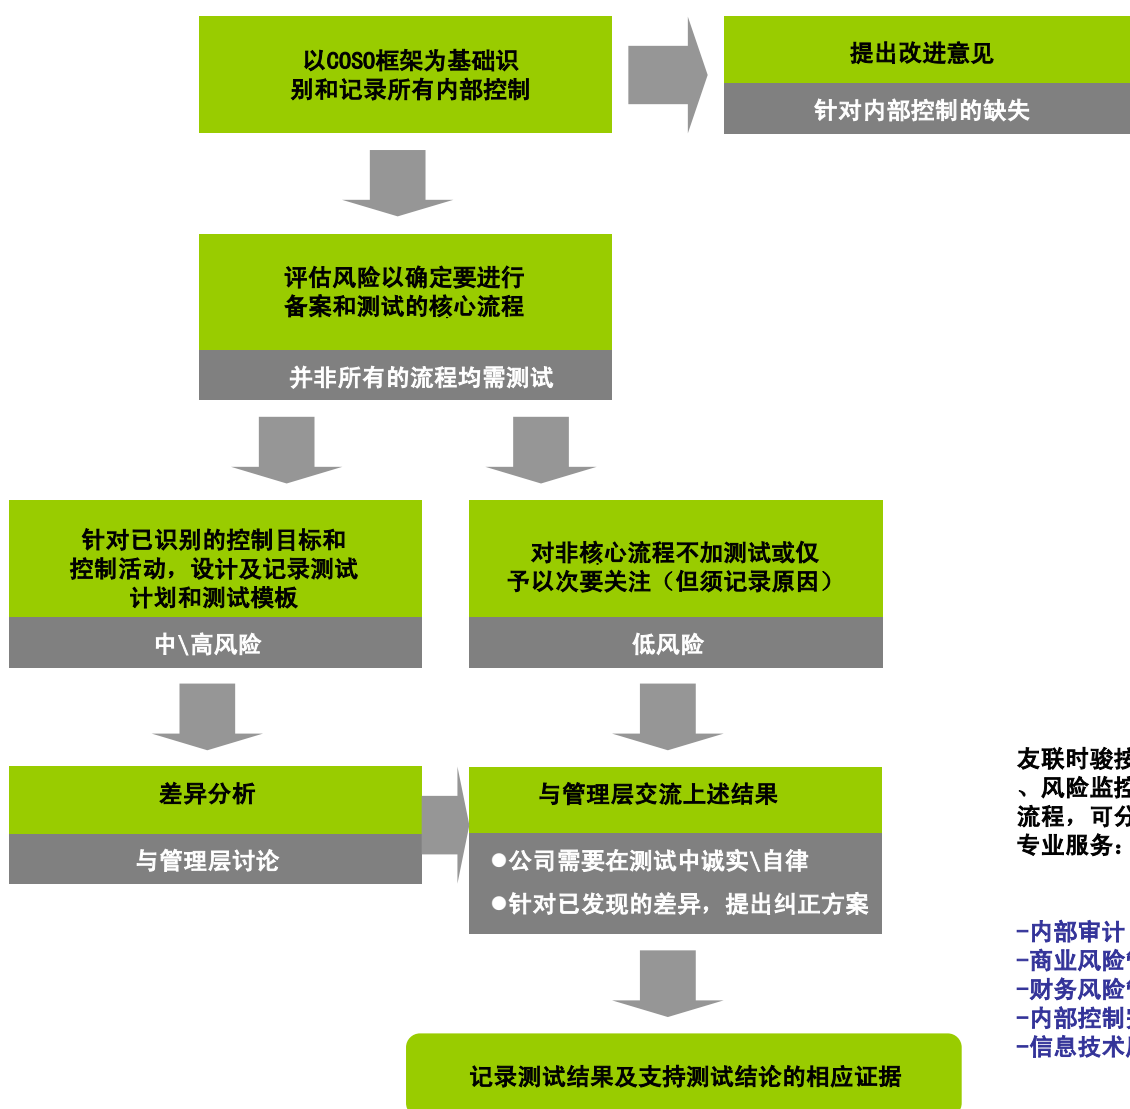 以COSO框架为基础识
别和记录所有内部控制
提出改进意见
针对内部控制的缺失
评估风险以确定要进行
备案和测试的核心流程
并非所有的流程均需测试
针对已识别的控制目标和
控制活动，设计及记录测试
计划和测试模板
中\高风险
对非核心流程不加测试或仅
予以次要关注（但须记录原因）
低风险
差异分析
与管理层讨论
与管理层交流上述结果
●公司需要在测试中诚实\自律
●针对已发现的差异，提出纠正方案
记录测试结果及支持测试结论的相应证据
友联时骏按
、风险监控
流程，可分
专业服务：
-内部审计
-商业风险
-财务风险
-内部控制
-信息技术